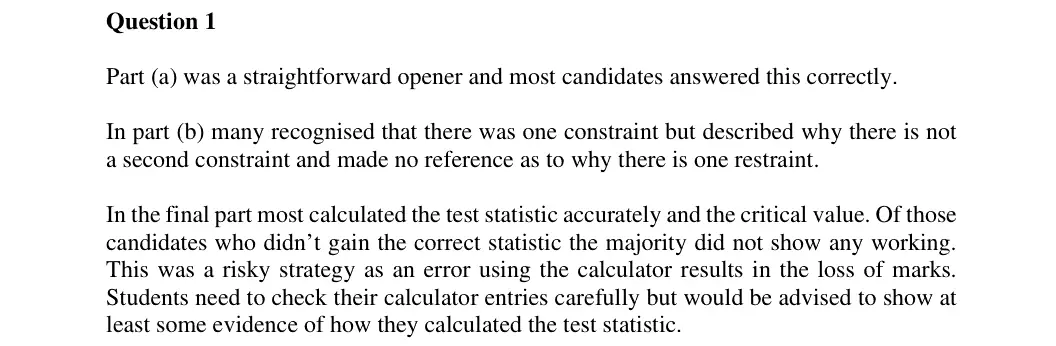 Question 1
Part (a) was a straightforward opener and most candidates answered this correctly.
In part (b) many recognised that there was one constraint but described why there is not
a second constraint and made no reference as to why there is one restraint.
In the final part most calculated the test statistic accurately and the critical value. Of those
candidates who didn’t gain the correct statistic the majority did not show any working.
This was a risky strategy as an error using the calculator results in the loss of marks.
Students need to check their calculator entries carefully but would be advised to show at
least some evidence of how they calculated the test statistic.